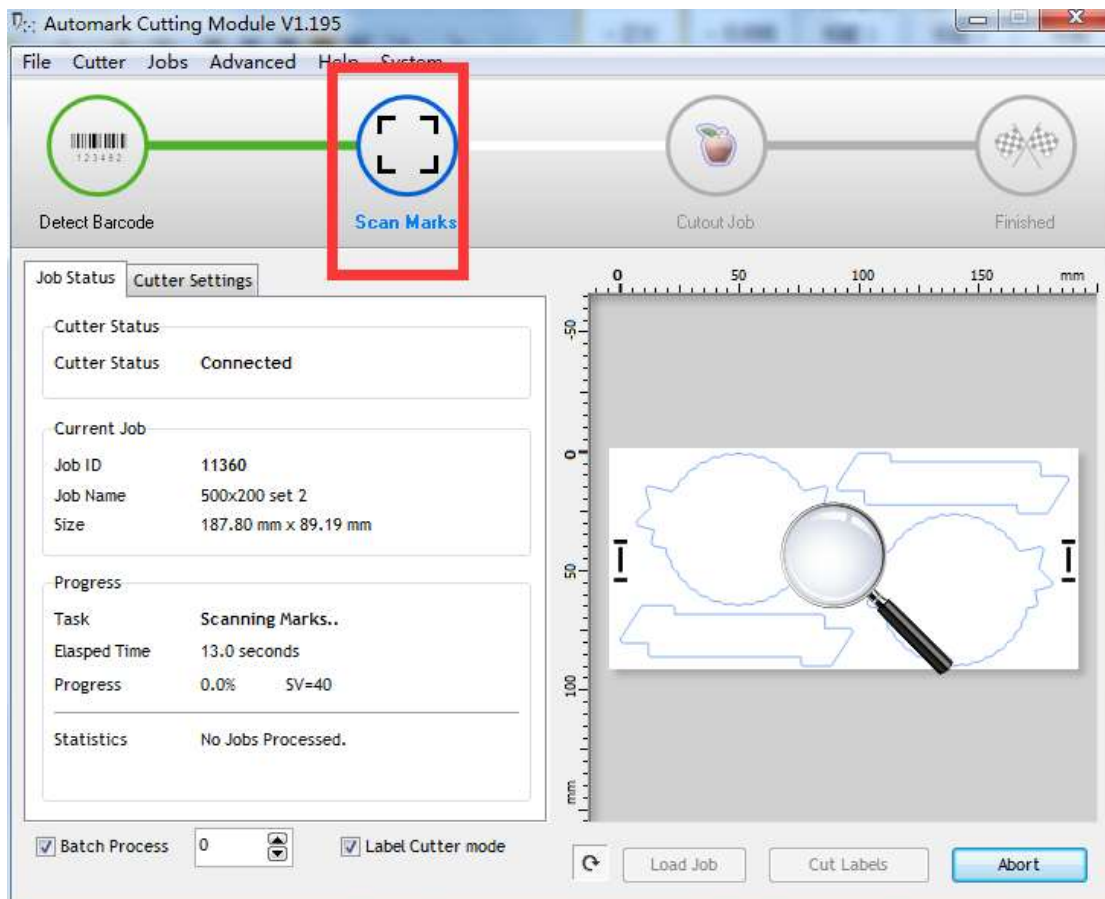 Automark Cutting Module V1.195
File Cutter Jobs Advanced Help System
123482
Detect Barcode
Scan Marks
Cutout Job
Finished
Job Status
Cutter Settings
Cutter Status
Cutter Status Connected
Current Job
Job ID 11360
Job Name 500x200 set 2
Size 187.80 mm x 89.19 mm
Progress
Task Scanning Marks..
Elasped Time 13.0 seconds
Progress 0.0% SV=40
Statistics No Jobs Processed.
Batch Process 0
Label Cutter mode
0 50 100 150 mm
-50
0
50
100
mm
Load Job
Cut Labels
Abort